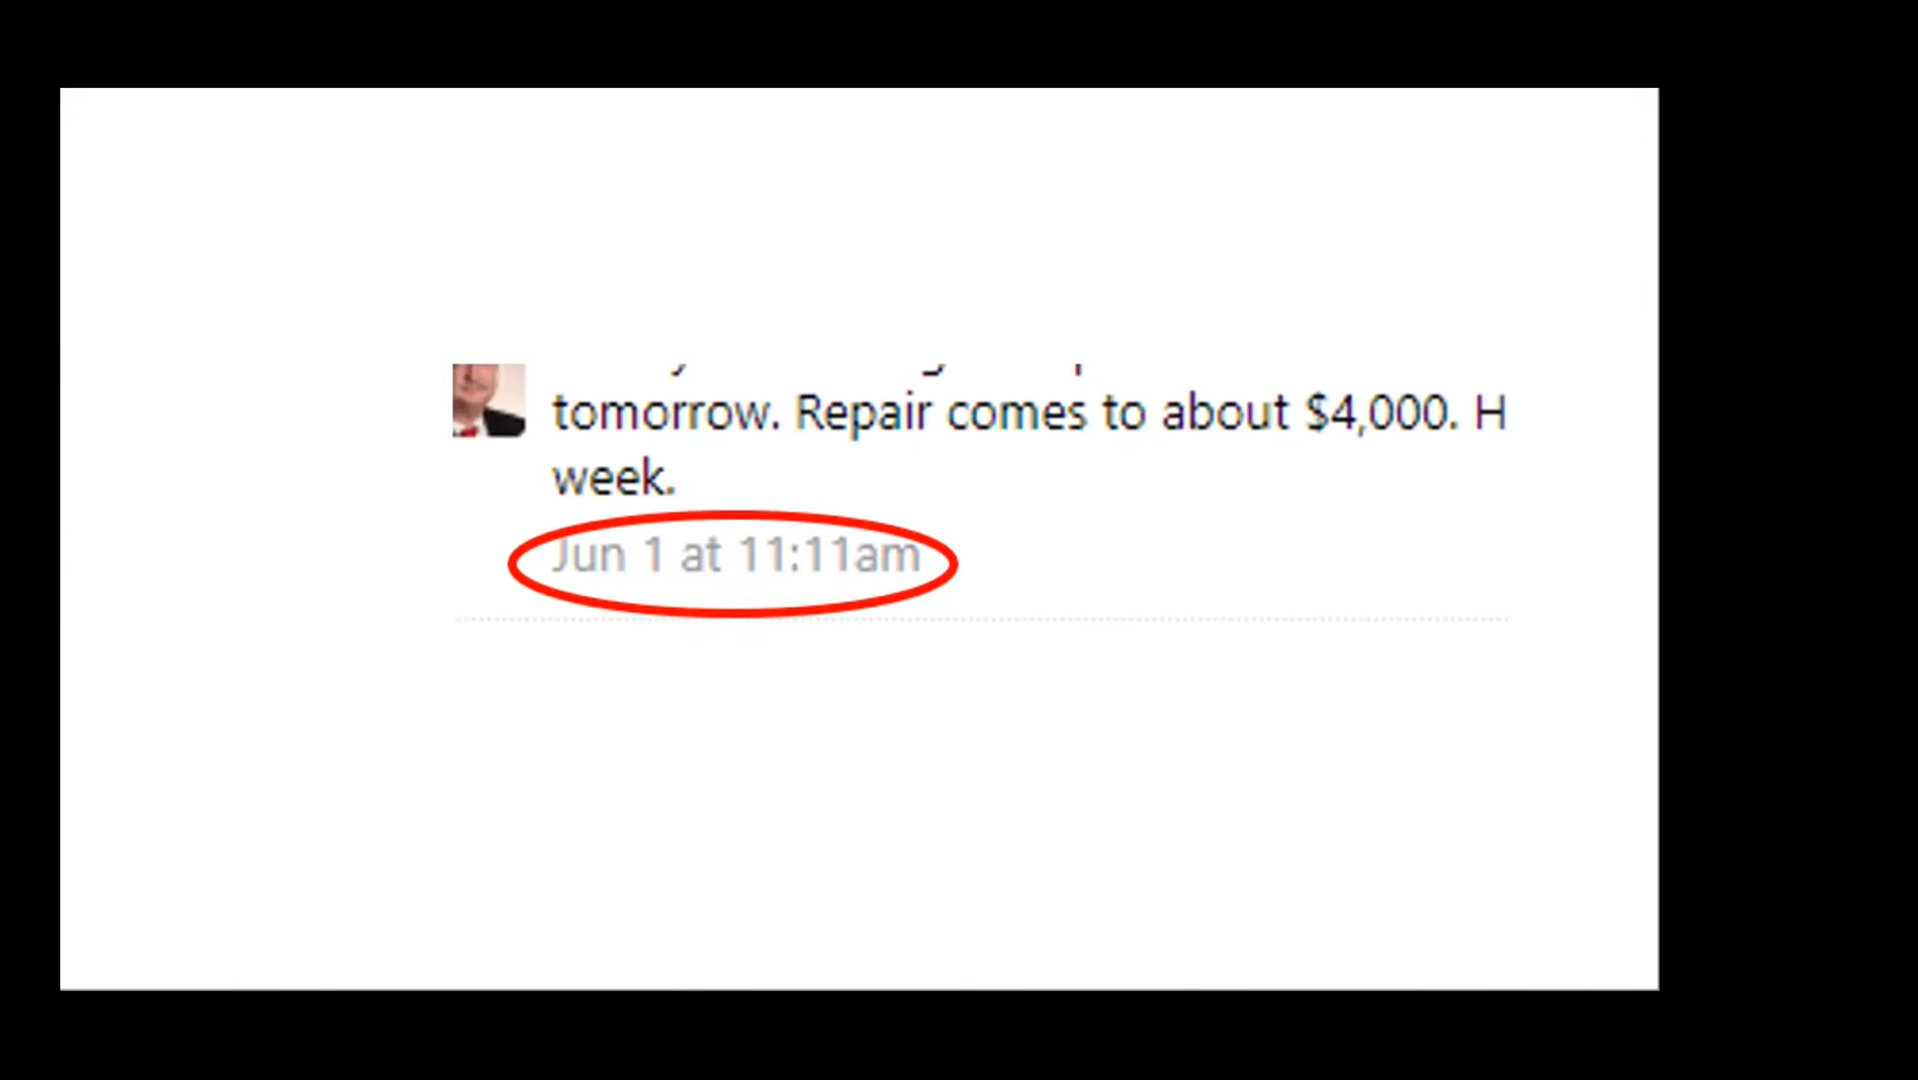 tomorrow. Repair comes to about $4,000. H
week.
Jun 1 at 11:11am